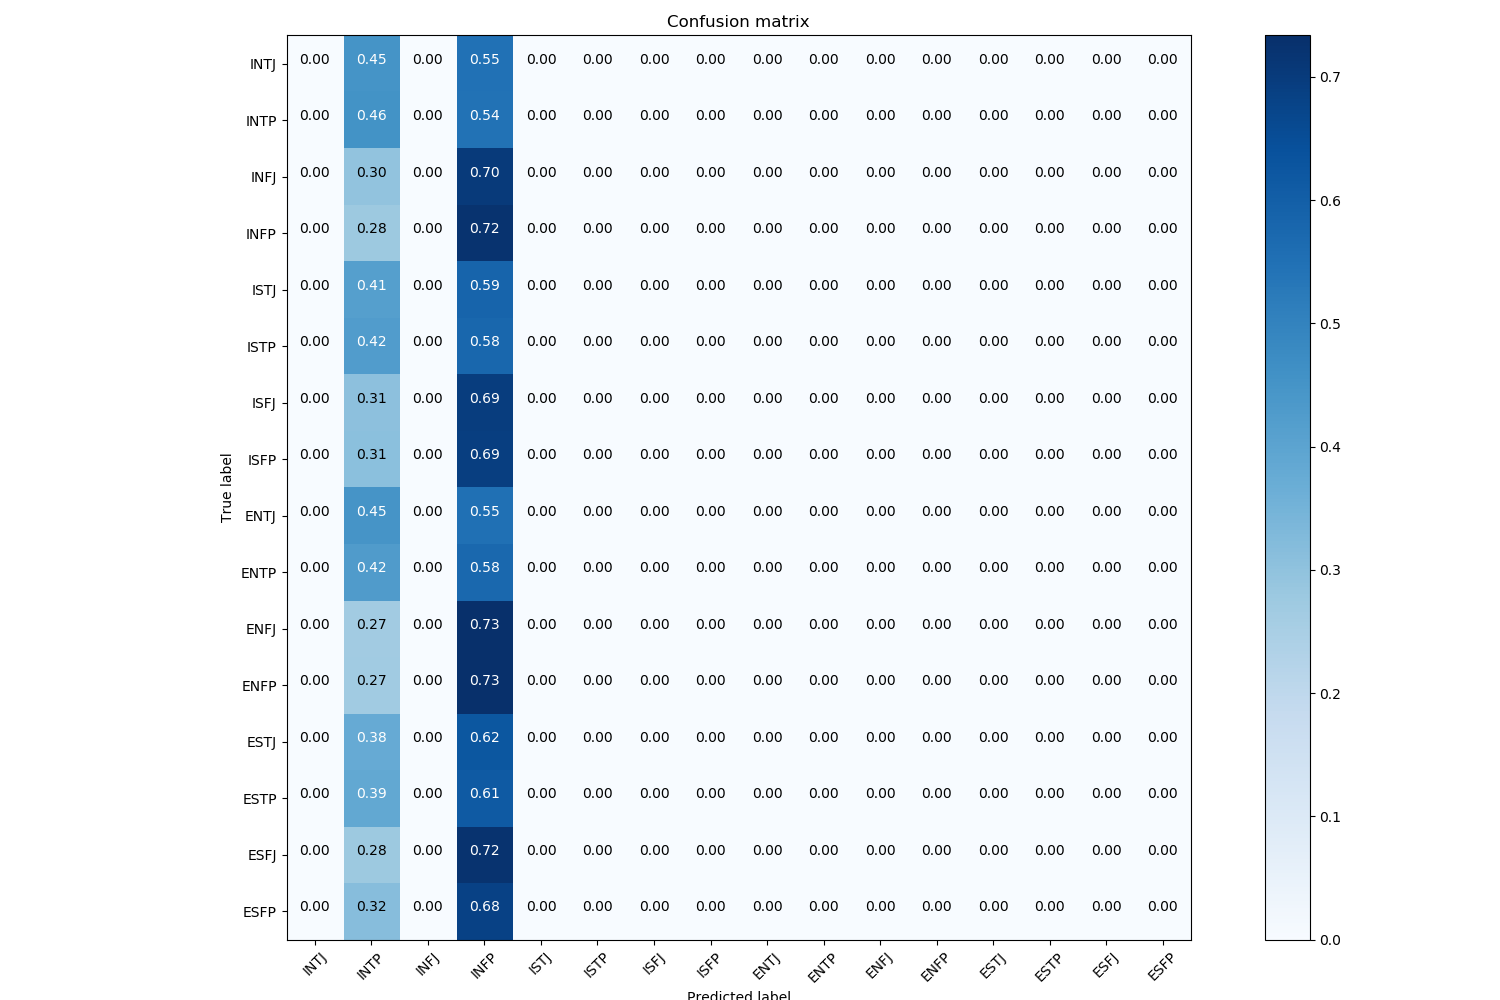 Confusion matrix
INTJ 0.00 0.45 0.00 0.55 0.00 0.00 0.00 0.00 0.00 0.00 0.00 0.00 0.00 0.00 0.00 0.00
INTP 0.00 0.46 0.00 0.54 0.00 0.00 0.00 0.00 0.00 0.00 0.00 0.00 0.00 0.00 0.00 0.00
INFJ 0.00 0.30 0.00 0.70 0.00 0.00 0.00 0.00 0.00 0.00 0.00 0.00 0.00 0.00 0.00 0.00
INFP 0.00 0.28 0.00 0.72 0.00 0.00 0.00 0.00 0.00 0.00 0.00 0.00 0.00 0.00 0.00 0.00
ISTJ 0.00 0.41 0.00 0.59 0.00 0.00 0.00 0.00 0.00 0.00 0.00 0.00 0.00 0.00 0.00 0.00
ISTP 0.00 0.42 0.00 0.58 0.00 0.00 0.00 0.00 0.00 0.00 0.00 0.00 0.00 0.00 0.00 0.00
ISFJ 0.00 0.31 0.00 0.69 0.00 0.00 0.00 0.00 0.00 0.00 0.00 0.00 0.00 0.00 0.00 0.00
ISFP 0.00 0.31 0.00 0.69 0.00 0.00 0.00 0.00 0.00 0.00 0.00 0.00 0.00 0.00 0.00 0.00
ENTJ 0.00 0.45 0.00 0.55 0.00 0.00 0.00 0.00 0.00 0.00 0.00 0.00 0.00 0.00 0.00 0.00
ENTP 0.00 0.42 0.00 0.58 0.00 0.00 0.00 0.00 0.00 0.00 0.00 0.00 0.00 0.00 0.00 0.00
ENFJ 0.00 0.27 0.00 0.73 0.00 0.00 0.00 0.00 0.00 0.00 0.00 0.00 0.00 0.00 0.00 0.00
ENFP 0.00 0.27 0.00 0.73 0.00 0.00 0.00 0.00 0.00 0.00 0.00 0.00 0.00 0.00 0.00 0.00
ESTJ 0.00 0.38 0.00 0.62 0.00 0.00 0.00 0.00 0.00 0.00 0.00 0.00 0.00 0.00 0.00 0.00
ESTP 0.00 0.39 0.00 0.61 0.00 0.00 0.00 0.00 0.00 0.00 0.00 0.00 0.00 0.00 0.00 0.00
ESFJ 0.00 0.28 0.00 0.72 0.00 0.00 0.00 0.00 0.00 0.00 0.00 0.00 0.00 0.00 0.00 0.00
ESFP 0.00 0.32 0.00 0.68 0.00 0.00 0.00 0.00 0.00 0.00 0.00 0.00 0.00 0.00 0.00 0.00
INTJ INTP INFJ INFP ISTJ ISTP ISFJ ISFP ENTJ ENTP ENFJ ENFP ESTJ ESTP ESFJ ESFP
True label
Predicted label
0.7
0.6
0.5
0.4
0.3
0.2
0.1
0.0